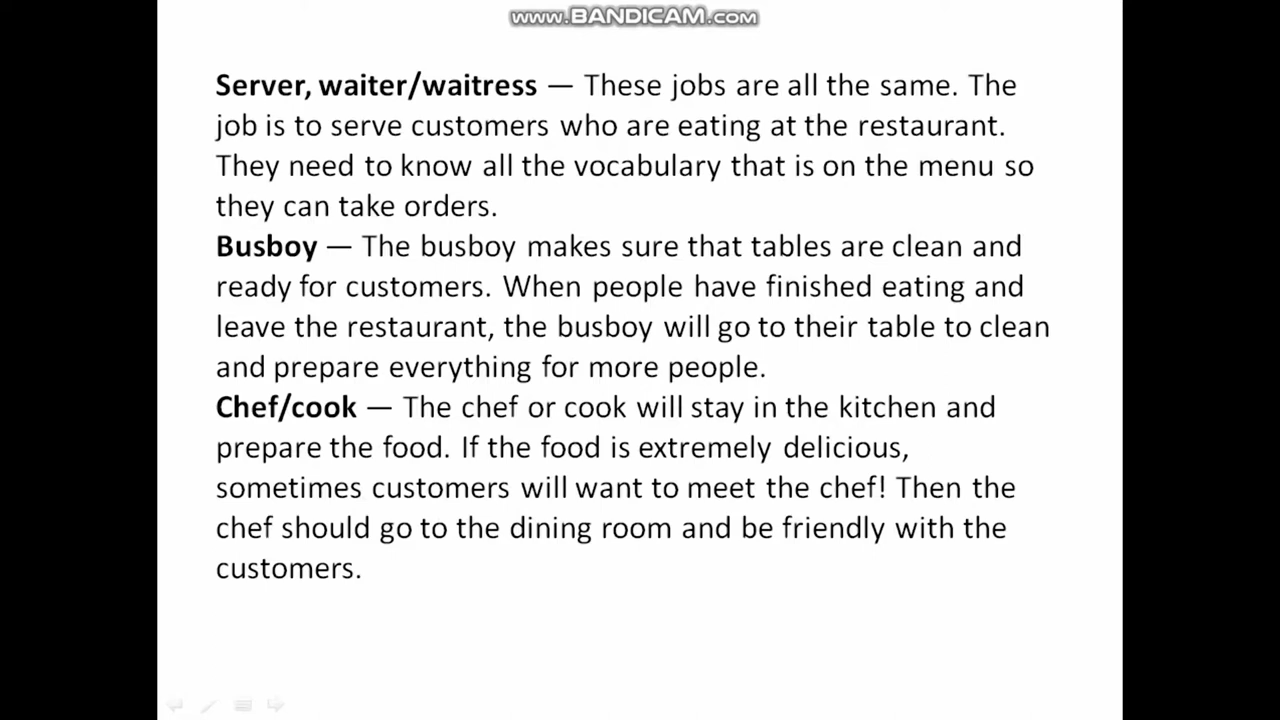 www.BANDICAM.com
Server, waiter/waitress — These jobs are all the same. The
job is to serve customers who are eating at the restaurant.
They need to know all the vocabulary that is on the menu so
they can take orders.
Busboy — The busboy makes sure that tables are clean and
ready for customers. When people have finished eating and
leave the restaurant, the busboy will go to their table to clean
and prepare everything for more people.
Chef/cook — The chef or cook will stay in the kitchen and
prepare the food. If the food is extremely delicious,
sometimes customers will want to meet the chef! Then the
chef should go to the dining room and be friendly with the
customers.